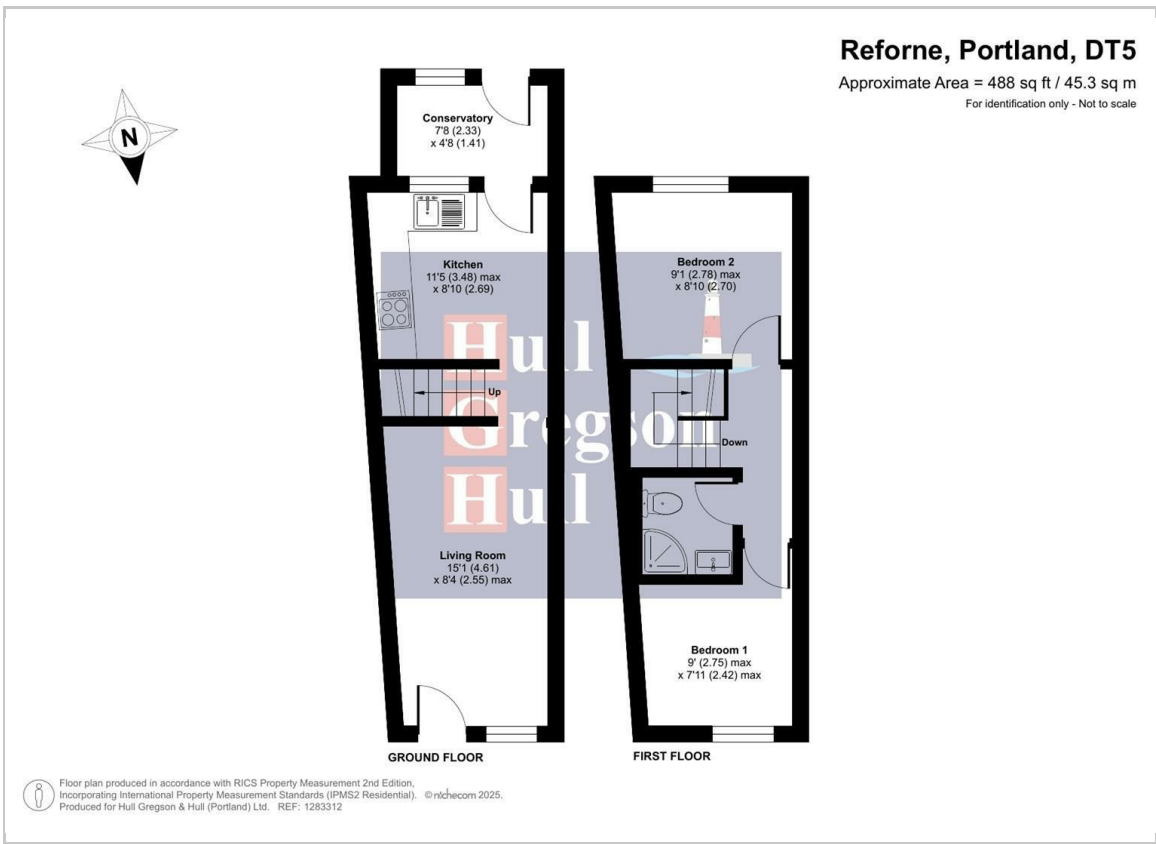 Reforne, Portland, DT5
Approximate Area = 488 sq ft / 45.3 sq m
For identification only - Not to scale
N
Conservatory
7'8 (2.33)
x 4'8 (1.41)
Kitchen
11'5 (3.48) max
x 8'10 (2.69)
Up
Living Room
15'1 (4.61)
x 8'4 (2.55) max
GROUND FLOOR
Bedroom 2
9'1 (2.78) max
x 8'10 (2.70)
Down
Bedroom 1
9' (2.75) max
x 7'11 (2.42) max
FIRST FLOOR
Hull
Gregson
Hull
Floor plan produced in accordance with RICS Property Measurement 2nd Edition,
Incorporating International Property Measurement Standards (IPMS2 Residential). © nichecom 2025.
Produced for Hull Gregson & Hull (Portland) Ltd. REF: 1283312